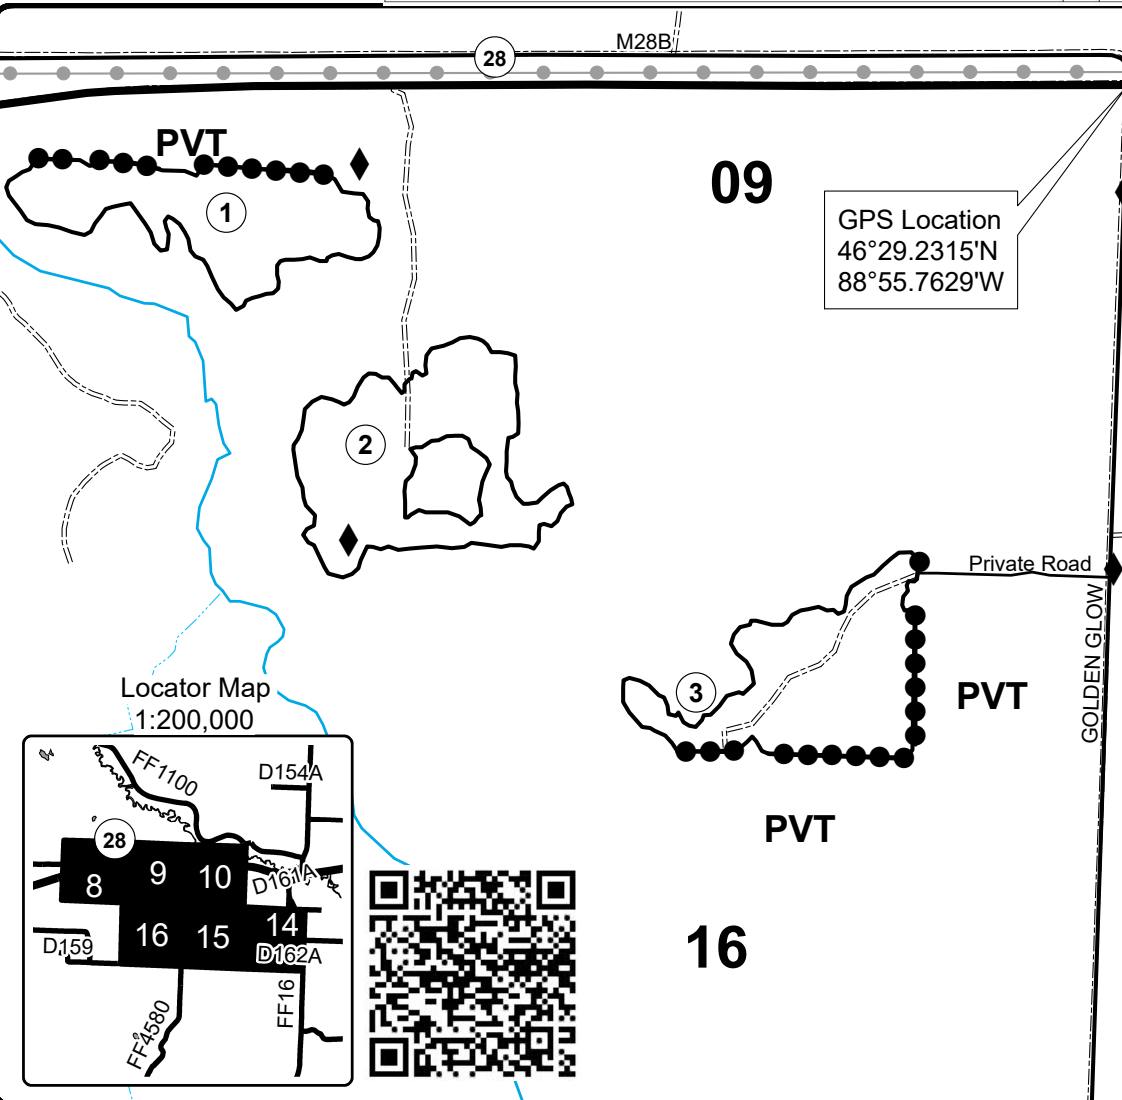 M28B
28
PVT
09
1
GPS Location
46°29.2315'N
88°55.7629'W
2
Private Road
GOLDEN GLOW
3
PVT
PVT
16
Locator Map
1:200,000
FF1100
D154A
28
9
10
8
D161A
14
16
15
D159
D162A
FF16
FF4580